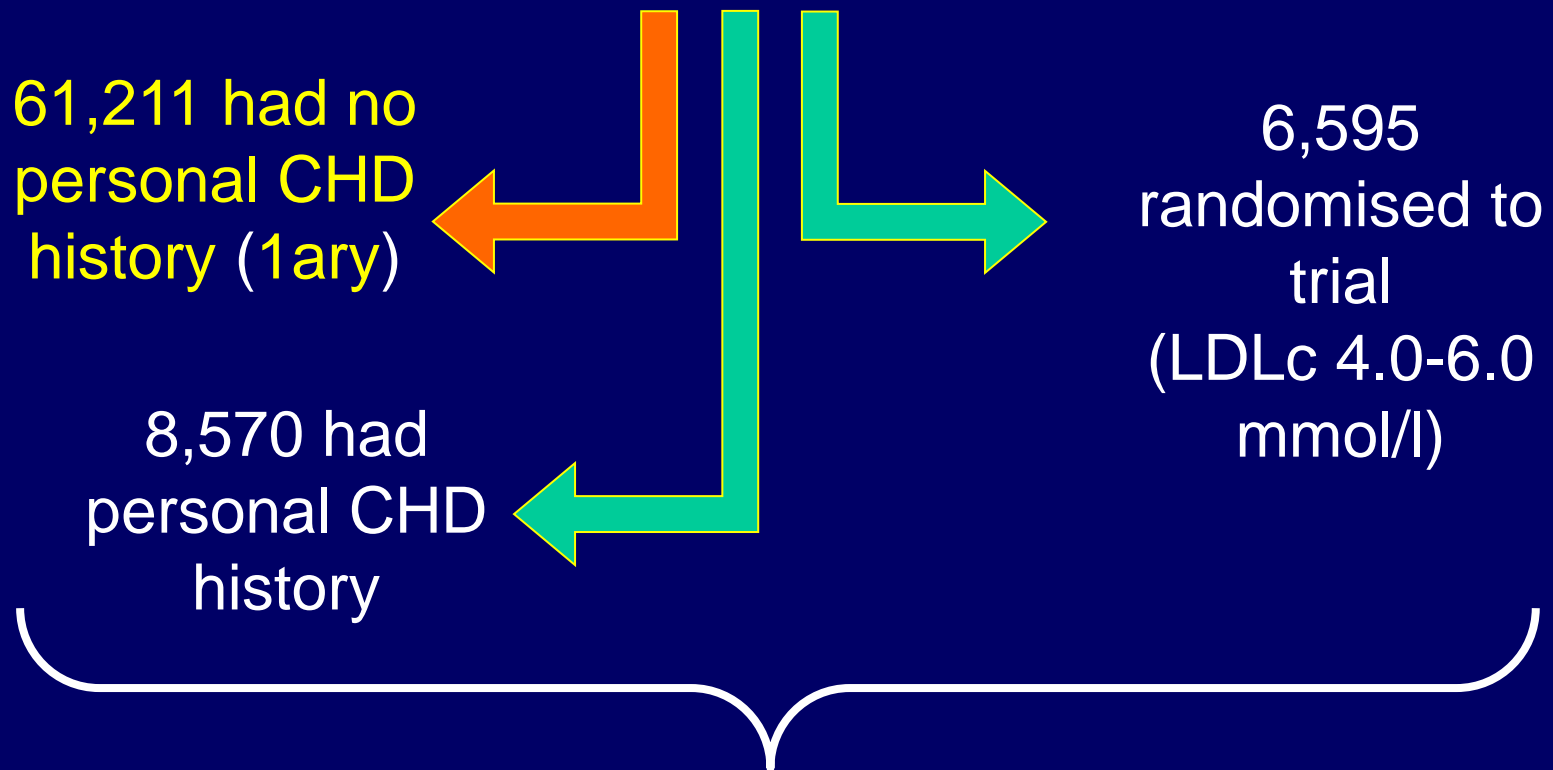 61,211 had no
personal CHD
history (1ary)
8,570 had
personal CHD
history
6,595
randomised to
trial
(LDLc 4.0-6.0
mmol/l)